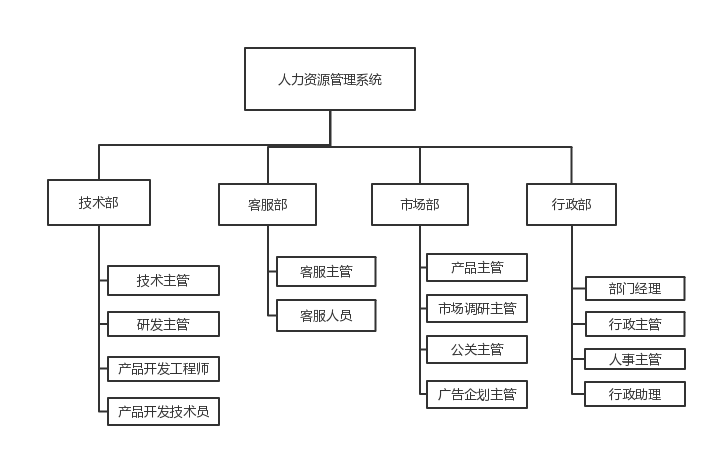 人力资源管理系统
技术部
客服部
市场部
行政部
技术主管
研发主管
产品开发工程师
产品开发技术员
客服主管
客服人员
产品主管
市场调研主管
公关主管
广告企划主管
部门经理
行政主管
人事主管
行政助理